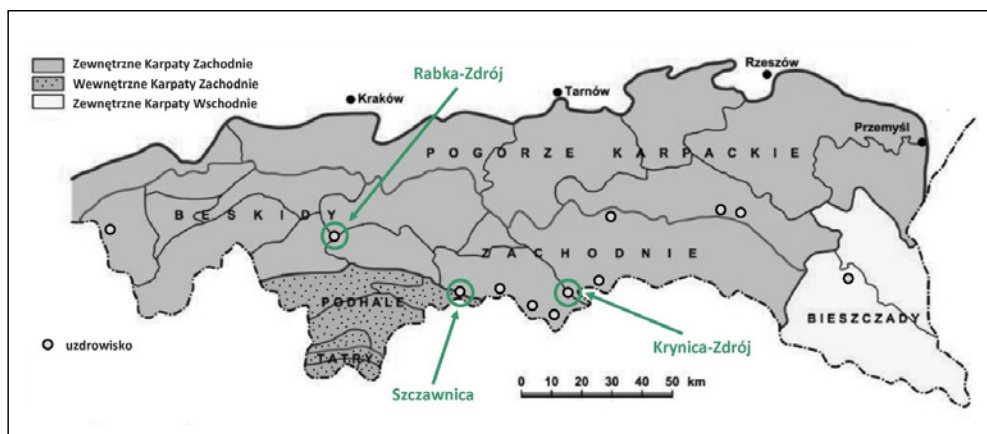 Zewnętrzne Karpaty Zachodnie
Wewnętrzne Karpaty Zachodnie
Zewnętrzne Karpaty Wschodnie
Rabka-Zdrój
Rzeszów
Kraków
Tarnów
Przemyśl
POGÓRZE KARPACKIE
BESKIDY
ZACHODNIE
PODHALE
BIESZCZADY
uzdrowisko
TATRY
Krynica-Zdrój
Szczawnica
0 10 20 30 40 50 km